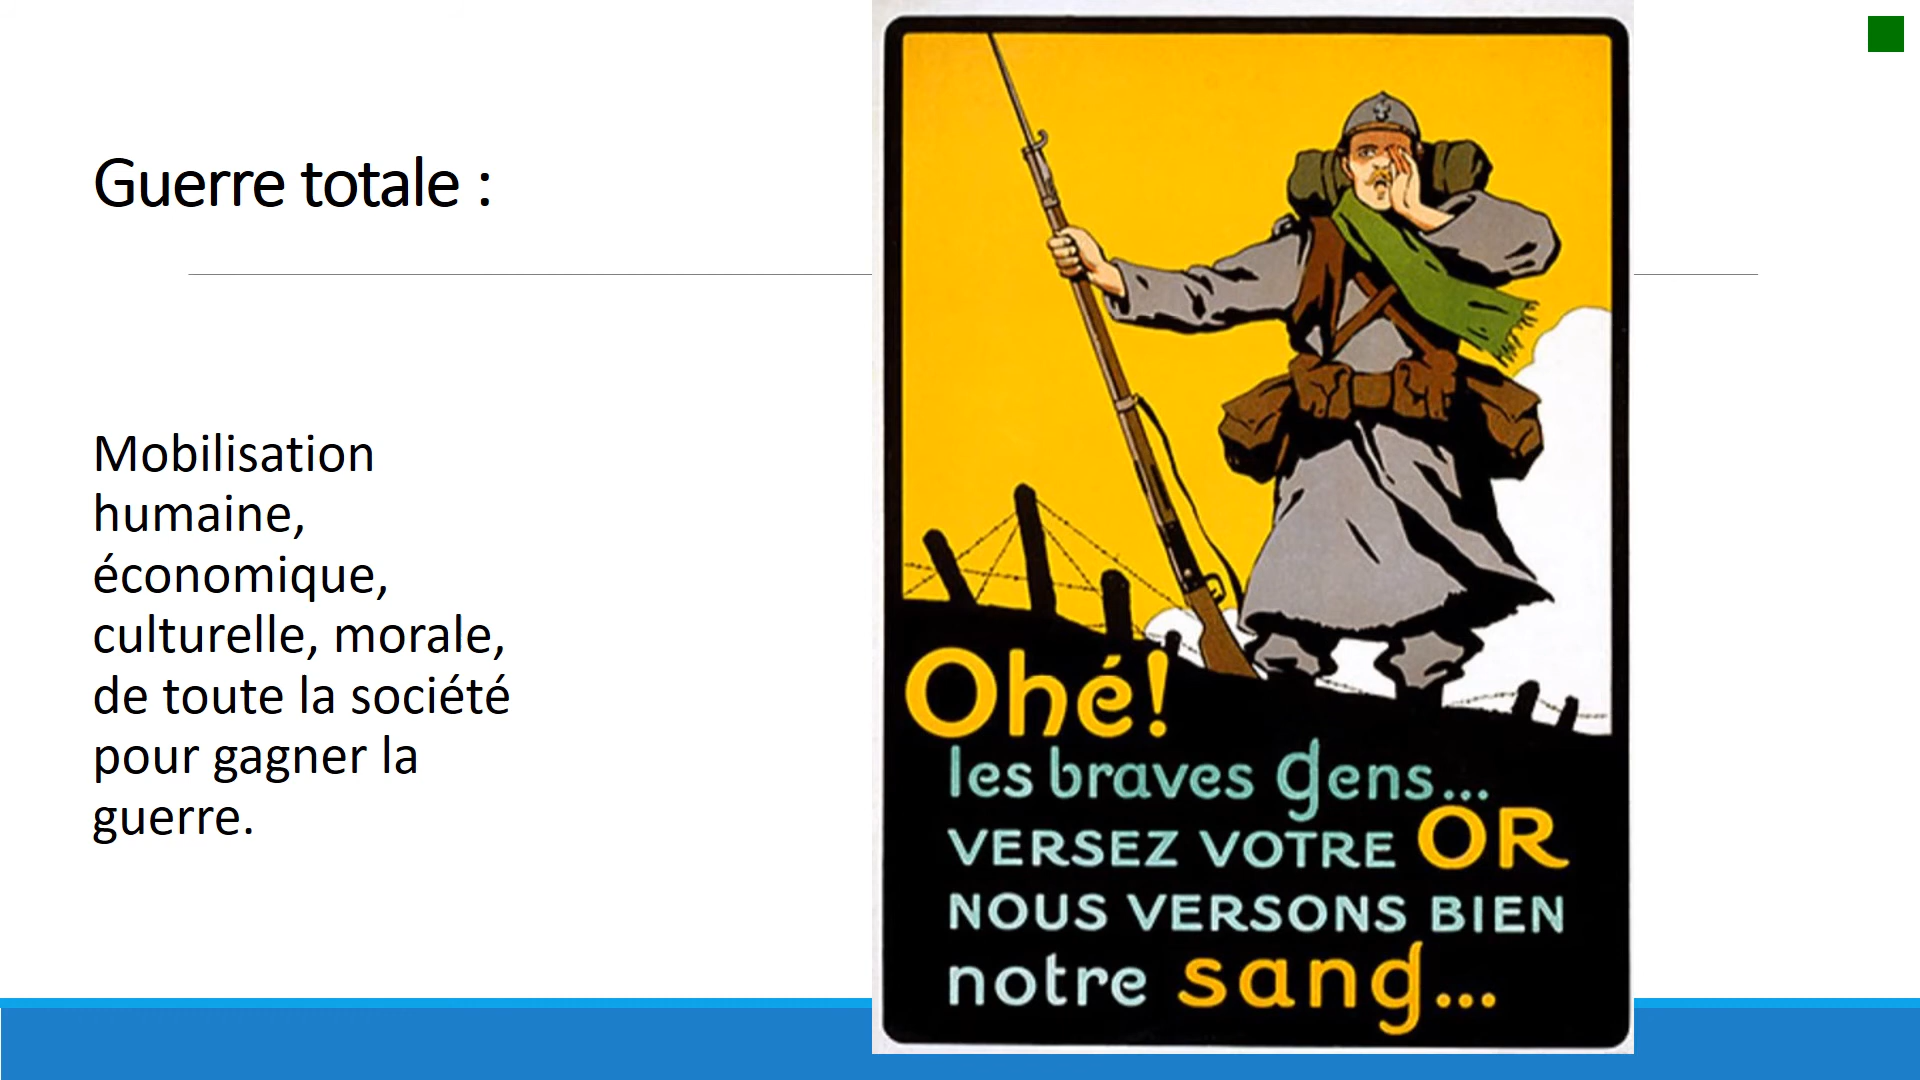 Guerre totale :
Mobilisation
humaine,
économique,
culturelle, morale,
de toute la société
pour gagner la
guerre.
Ohé!
les braves gens...
VERSEZ VOTRE OR
NOUS VERSONS BIEN
notre sang...